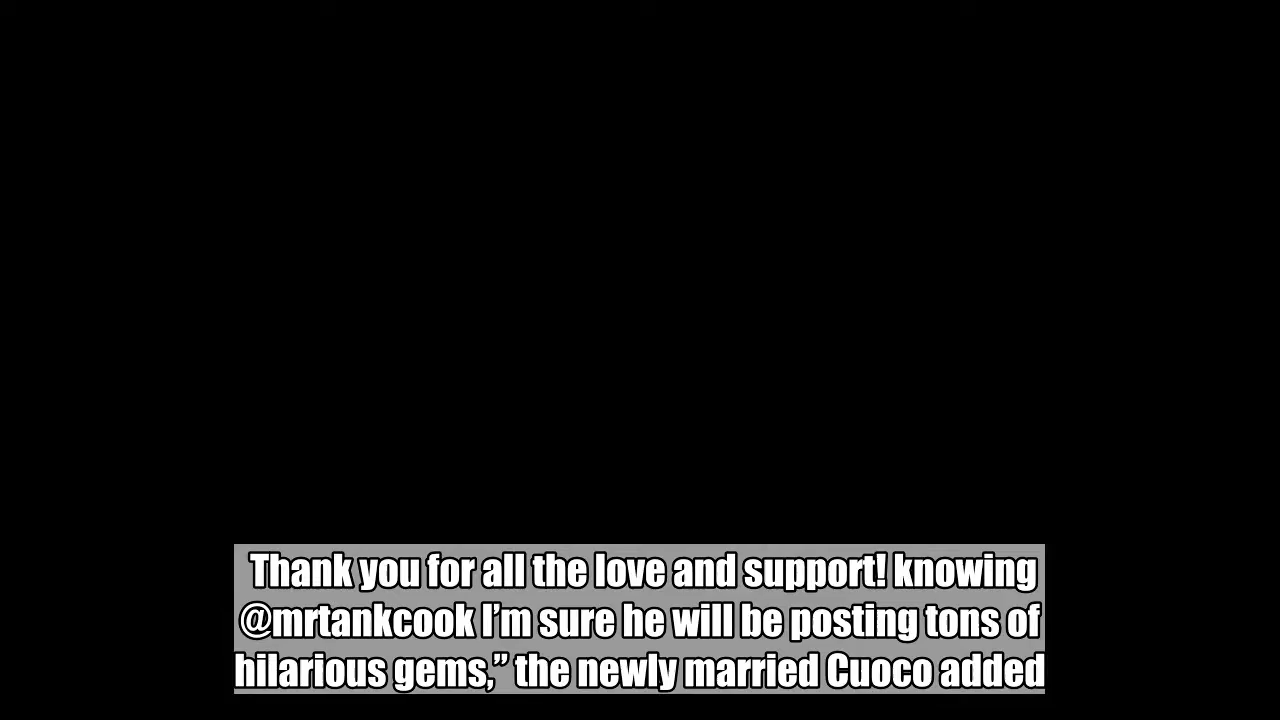 Thank you for all the love and support! knowing
@mrtankcook I’m sure he will be posting tons of
hilarious gems,” the newly married Cuoco added